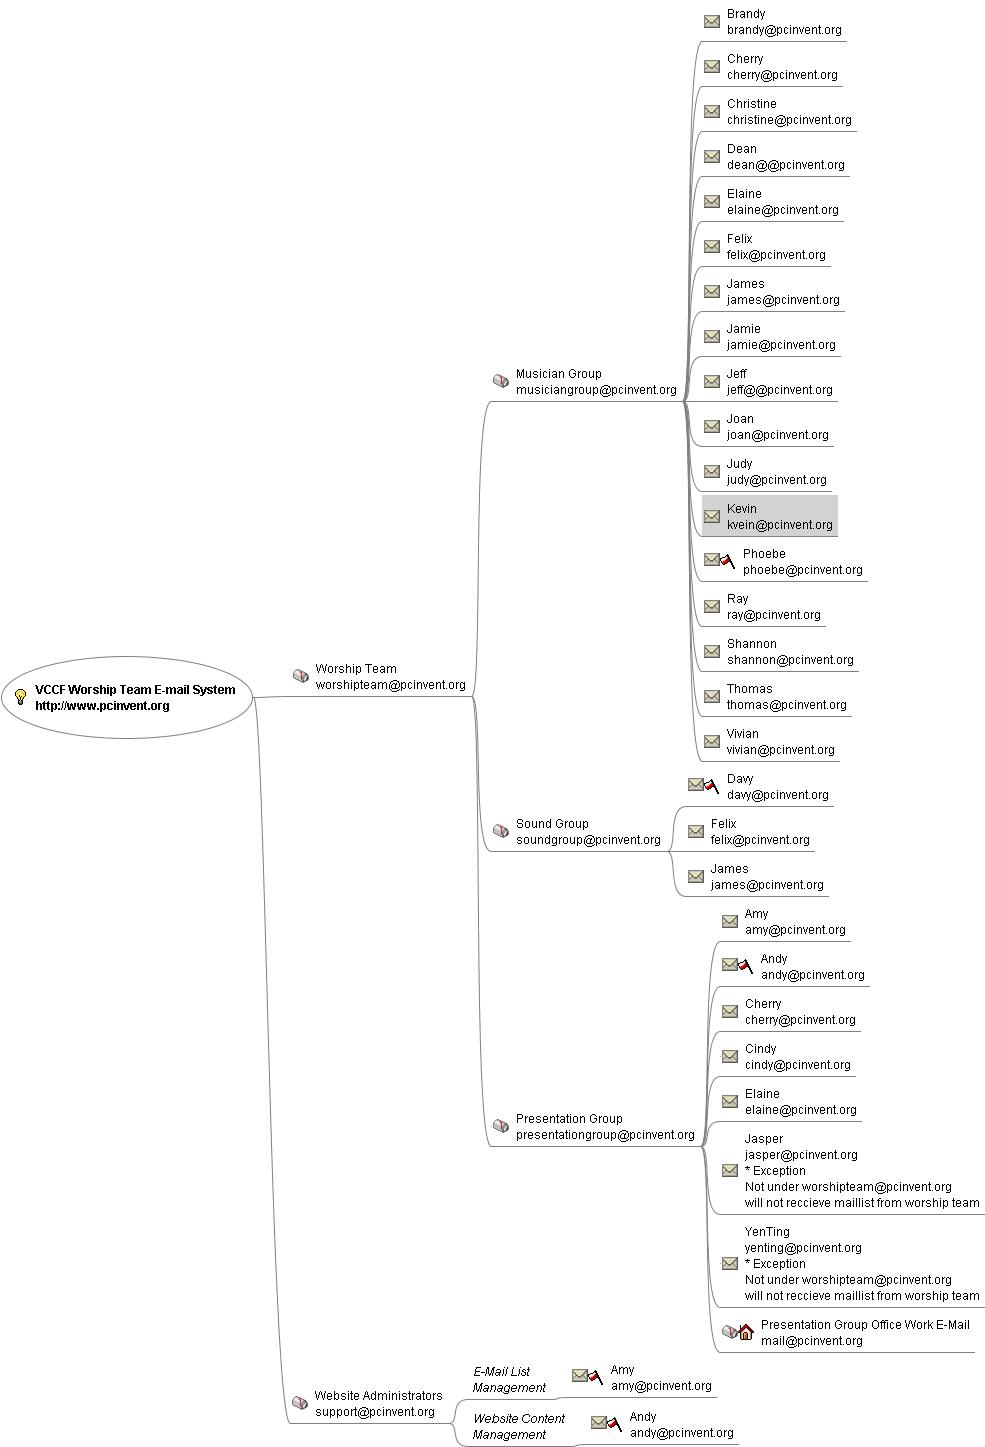 Brandy
brandy@pcinvent.org
Cherry
cherry@pcinvent.org
Christine
christine@pcinvent.org
Dean
dean@@pcinvent.org
Elaine
elaine@pcinvent.org
Felix
felix@pcinvent.org
James
james@pcinvent.org
Jamie
jamie@pcinvent.org
Musician Group
musiciangroup@pcinvent.org
Jeff
jeff@@pcinvent.org
Joan
joan@pcinvent.org
Judy
judy@pcinvent.org
Kevin
kvein@pcinvent.org
Phoebe
phoebe@pcinvent.org
Ray
ray@pcinvent.org
Shannon
shannon@pcinvent.org
Thomas
thomas@pcinvent.org
Vivian
vivian@pcinvent.org
VCCF Worship Team E-mail System
http://www.pcinvent.org
Worship Team
worshipteam@pcinvent.org
Sound Group
soundgroup@pcinvent.org
Davy
davy@pcinvent.org
Felix
felix@pcinvent.org
James
james@pcinvent.org
Presentation Group
presentationgroup@pcinvent.org
Amy
amy@pcinvent.org
Andy
andy@pcinvent.org
Cherry
cherry@pcinvent.org
Cindy
cindy@pcinvent.org
Elaine
elaine@pcinvent.org
Jasper
jasper@pcinvent.org
* Exception
Not under worshipteam@pcinvent.org
will not reccieve maillist from worship team
YenTing
yenting@pcinvent.org
* Exception
Not under worshipteam@pcinvent.org
will not reccieve maillist from worship team
Presentation Group Office Work E-Mail
mail@pcinvent.org
Website Administrators
support@pcinvent.org
E-Mail List
Management
Amy
amy@pcinvent.org
Website Content
Management
Andy
andy@pcinvent.org